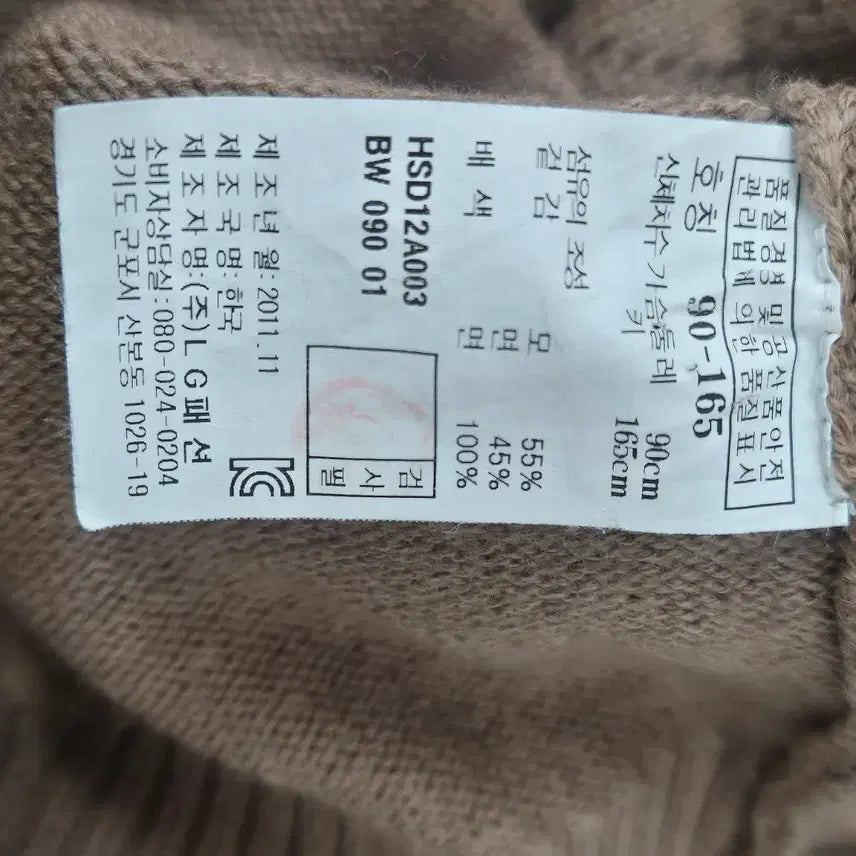 품질경영 및 공산품안전
관리법에 의한 품질표시
호칭 90-165
신체치수 가슴둘레 90cm
키 165cm
섬유의 조성
겉감 모 55%
면 45%
배색 면 100%
HSD12A003
BW 090 01
검사필
제조년월: 2011.11
제조국명: 한국
제조자명:(주)LG패션
소비자상담실: 080-024-0204
경기도 군포시 산본동 1026-19